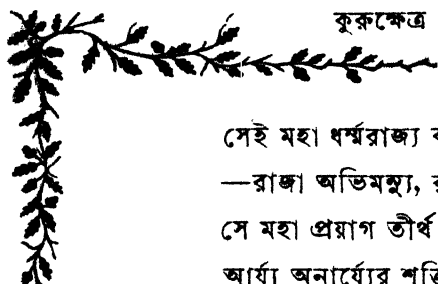 কুরুক্ষেত্র
সেই মহা ধর্ম্মরাজ্য
—রাজা অভিমন্যু,
সে মহা প্রয়াগ তীর্থ
আর্য্য অনার্য্যের